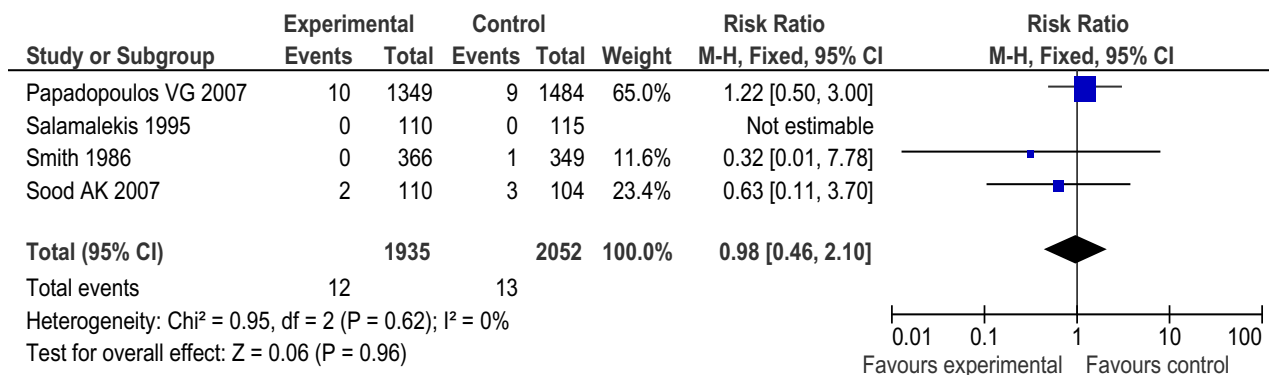 Experimental Control Risk Ratio Risk Ratio
Study or Subgroup Events Total Events Total Weight M-H, Fixed, 95% CI M-H, Fixed, 95% CI
Papadopoulos VG 2007 10 1349 9 1484 65.0% 1.22 [0.50, 3.00]
Salamalekis 1995 0 110 0 115 Not estimable
Smith 1986 0 366 1 349 11.6% 0.32 [0.01, 7.78]
Sood AK 2007 2 110 3 104 23.4% 0.63 [0.11, 3.70]
Total (95% CI) 1935 2052 100.0% 0.98 [0.46, 2.10]
Total events 12 13
Heterogeneity: Chi² = 0.95, df = 2 (P = 0.62); I² = 0%
Test for overall effect: Z = 0.06 (P = 0.96)
0.01 0.1 1 10 100
Favours experimental Favours control